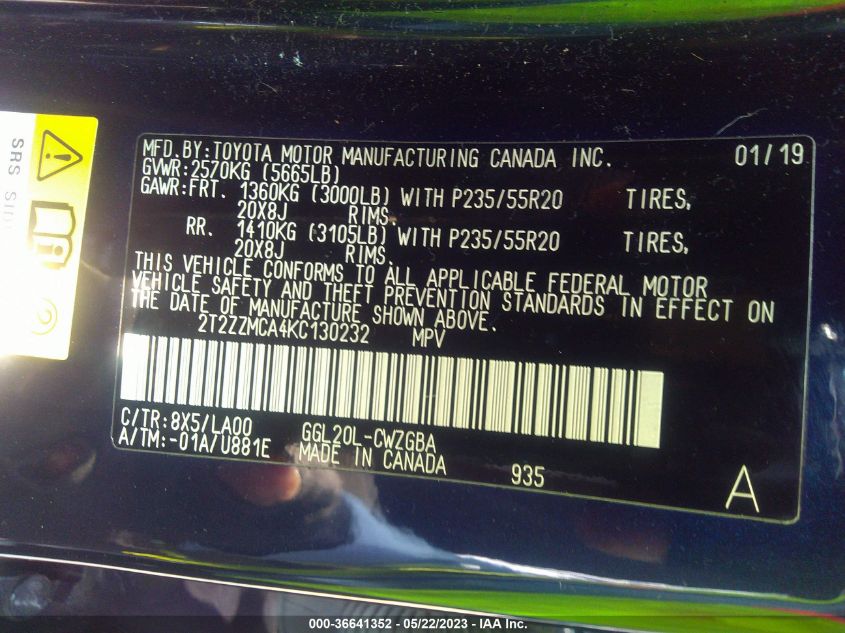 MFD. BY:TOYOTA MOTOR MANUFACTURING CANADA INC. 01/19
GVWR:2570KG (5665LB)
GAWR:FRT. 1360KG (3000LB) WITH P235/55R20 TIRES,
20X8J RIMS.
RR. 1410KG (3105LB) WITH P235/55R20 TIRES,
20X8J RIMS.
THIS VEHICLE CONFORMS TO ALL APPLICABLE FEDERAL MOTOR
VEHICLE SAFETY AND THEFT PREVENTION STANDARDS IN EFFECT ON
THE DATE OF MANUFACTURE SHOWN ABOVE.
2T2ZZMCA4KC130232 MPV
C/TR:8X5/LA00 GGL20L-CWZGBA
A/TM:-01A/U881E MADE IN CANADA 935
A
SRS
2
000-36641352 - 05/22/2023 - IAA Inc.